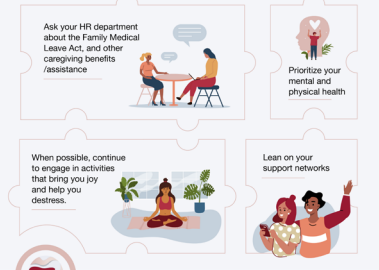 Ask your HR department
about the Family Medical
Leave Act, and other
caregiving benefits
/assistance
Prioritize your
mental and
physical health
When possible, continue
to engage in activities
that bring you joy
and help you
destress.
Lean on your
support networks